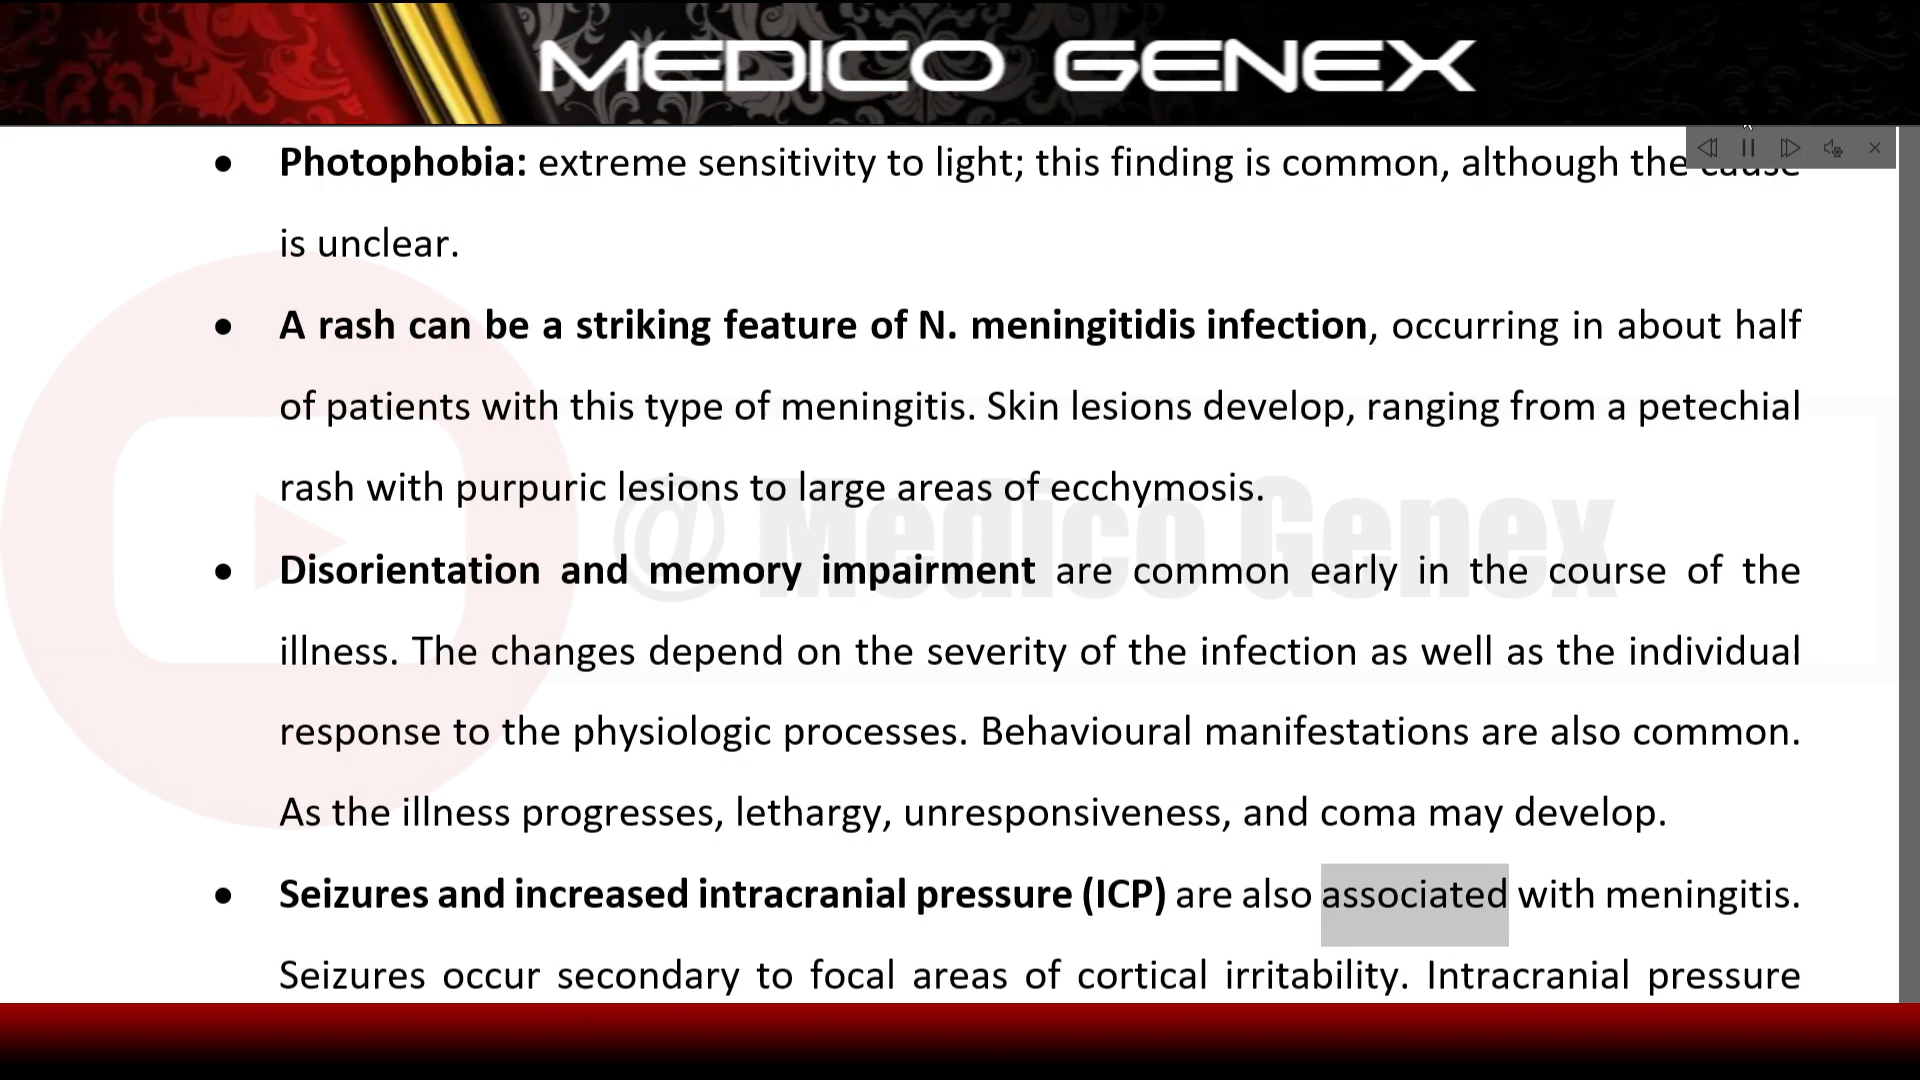 MEDICO GENEX
• Photophobia: extreme sensitivity to light; this finding is common, although the cause
is unclear.
• A rash can be a striking feature of N. meningitidis infection, occurring in about half
of patients with this type of meningitis. Skin lesions develop, ranging from a petechial
rash with purpuric lesions to large areas of ecchymosis.
@ Medico Genex
• Disorientation and memory impairment are common early in the course of the
illness. The changes depend on the severity of the infection as well as the individual
response to the physiologic processes. Behavioural manifestations are also common.
As the illness progresses, lethargy, unresponsiveness, and coma may develop.
• Seizures and increased intracranial pressure (ICP) are also associated with meningitis.
Seizures occur secondary to focal areas of cortical irritability. Intracranial pressure